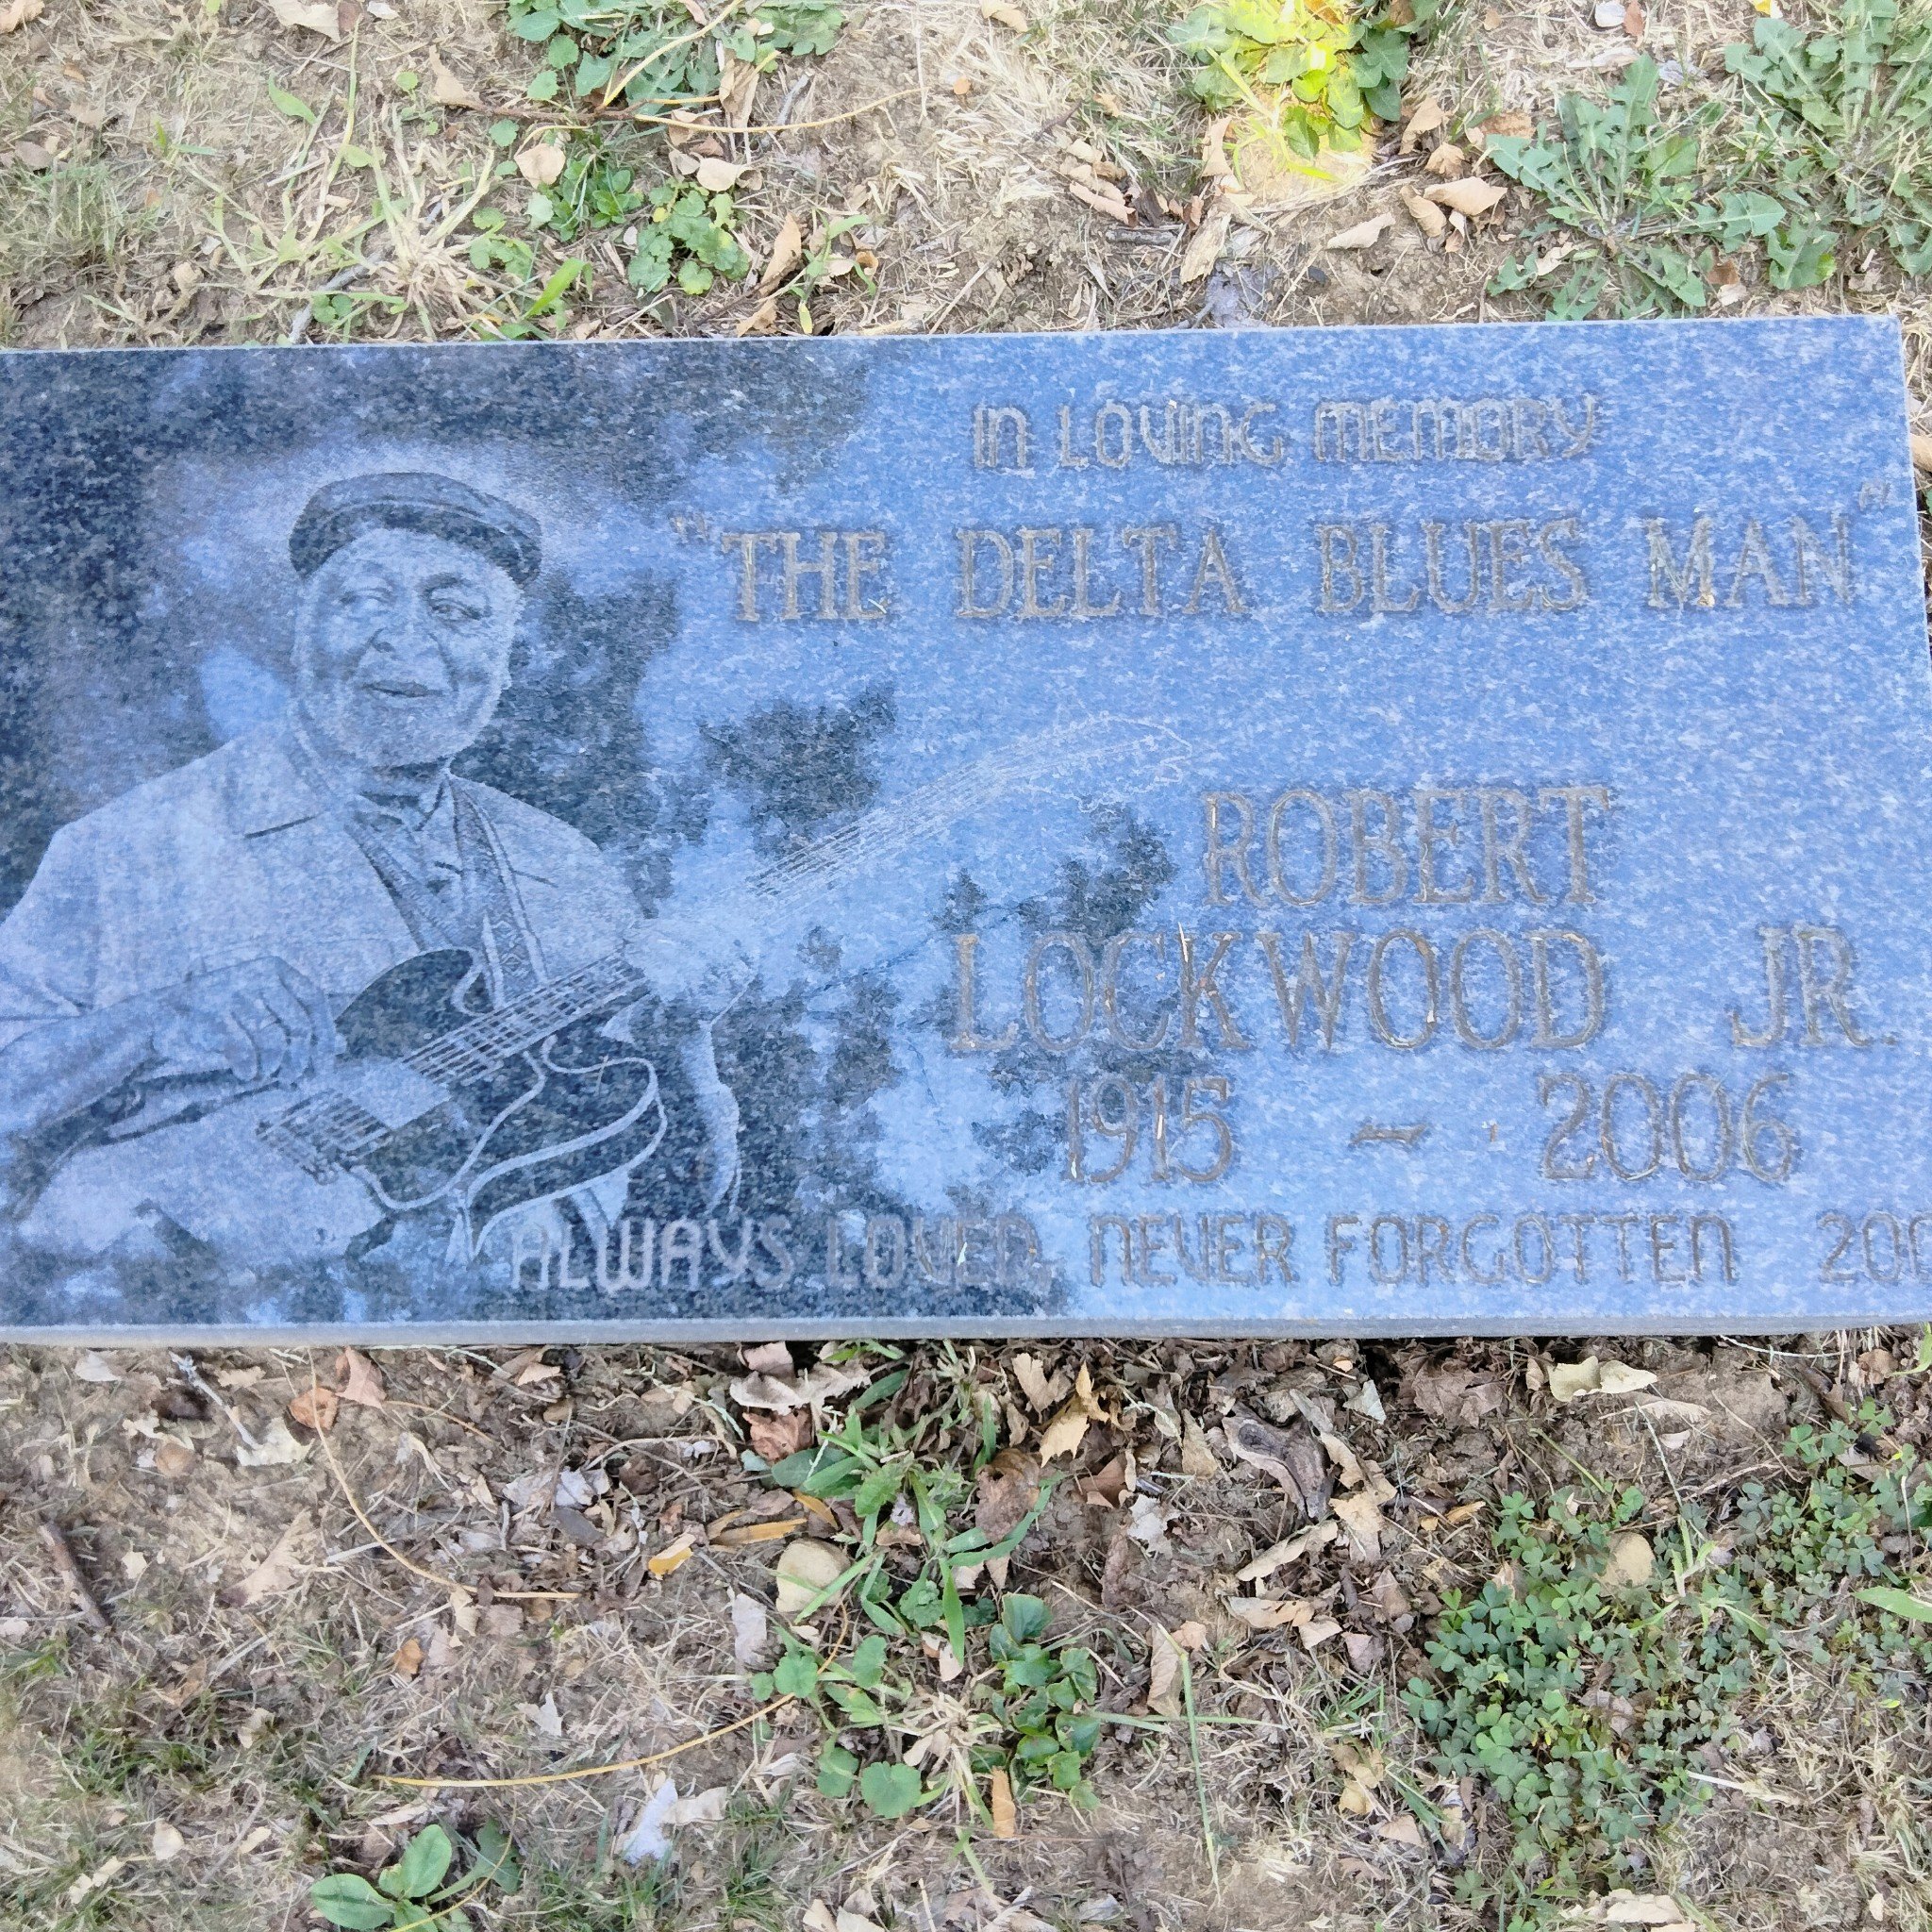 IN LOVING MEMORY
"THE DELTA BLUES MAN"
ROBERT
LOCKWOOD JR.
1915 - 2006
ALWAYS LOVED, NEVER FORGOTTEN